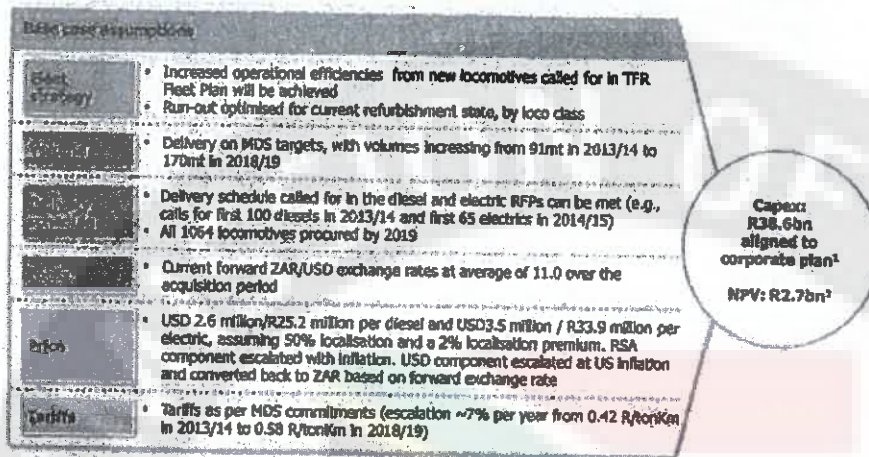 Base case assumptions
Fleet strategy
• Increased operational efficiencies from new locomotives called for in TFR
Fleet Plan will be achieved
• Run-out optimised for current refurbishment state, by loco class
• Delivery on MDS targets, with volumes increasing from 91mt in 2013/14 to
170mt in 2018/19
• Delivery schedule called for in the diesel and electric RFPs can be met (e.g.,
calls for first 100 diesels in 2013/14 and first 65 electrics in 2014/15)
• All 1064 locomotives procured by 2019
• Current forward ZAR/USD exchange rates at average of 11.0 over the
acquisition period
Price
• USD 2.6 million/R25.2 million per diesel and USD3.5 million / R33.9 million per
electric, assuming 50% localisation and a 2% localisation premium. RSA
component escalated with inflation. USD component escalated at US inflation
and converted back to ZAR based on forward exchange rate
Tariffs
• Tariffs as per MDS commitments (escalation ~7% per year from 0.42 R/tonKm
in 2013/14 to 0.58 R/tonKm in 2018/19)
Capex:
R38.6bn
aligned to
corporate plan¹
NPV: R2.7bn²